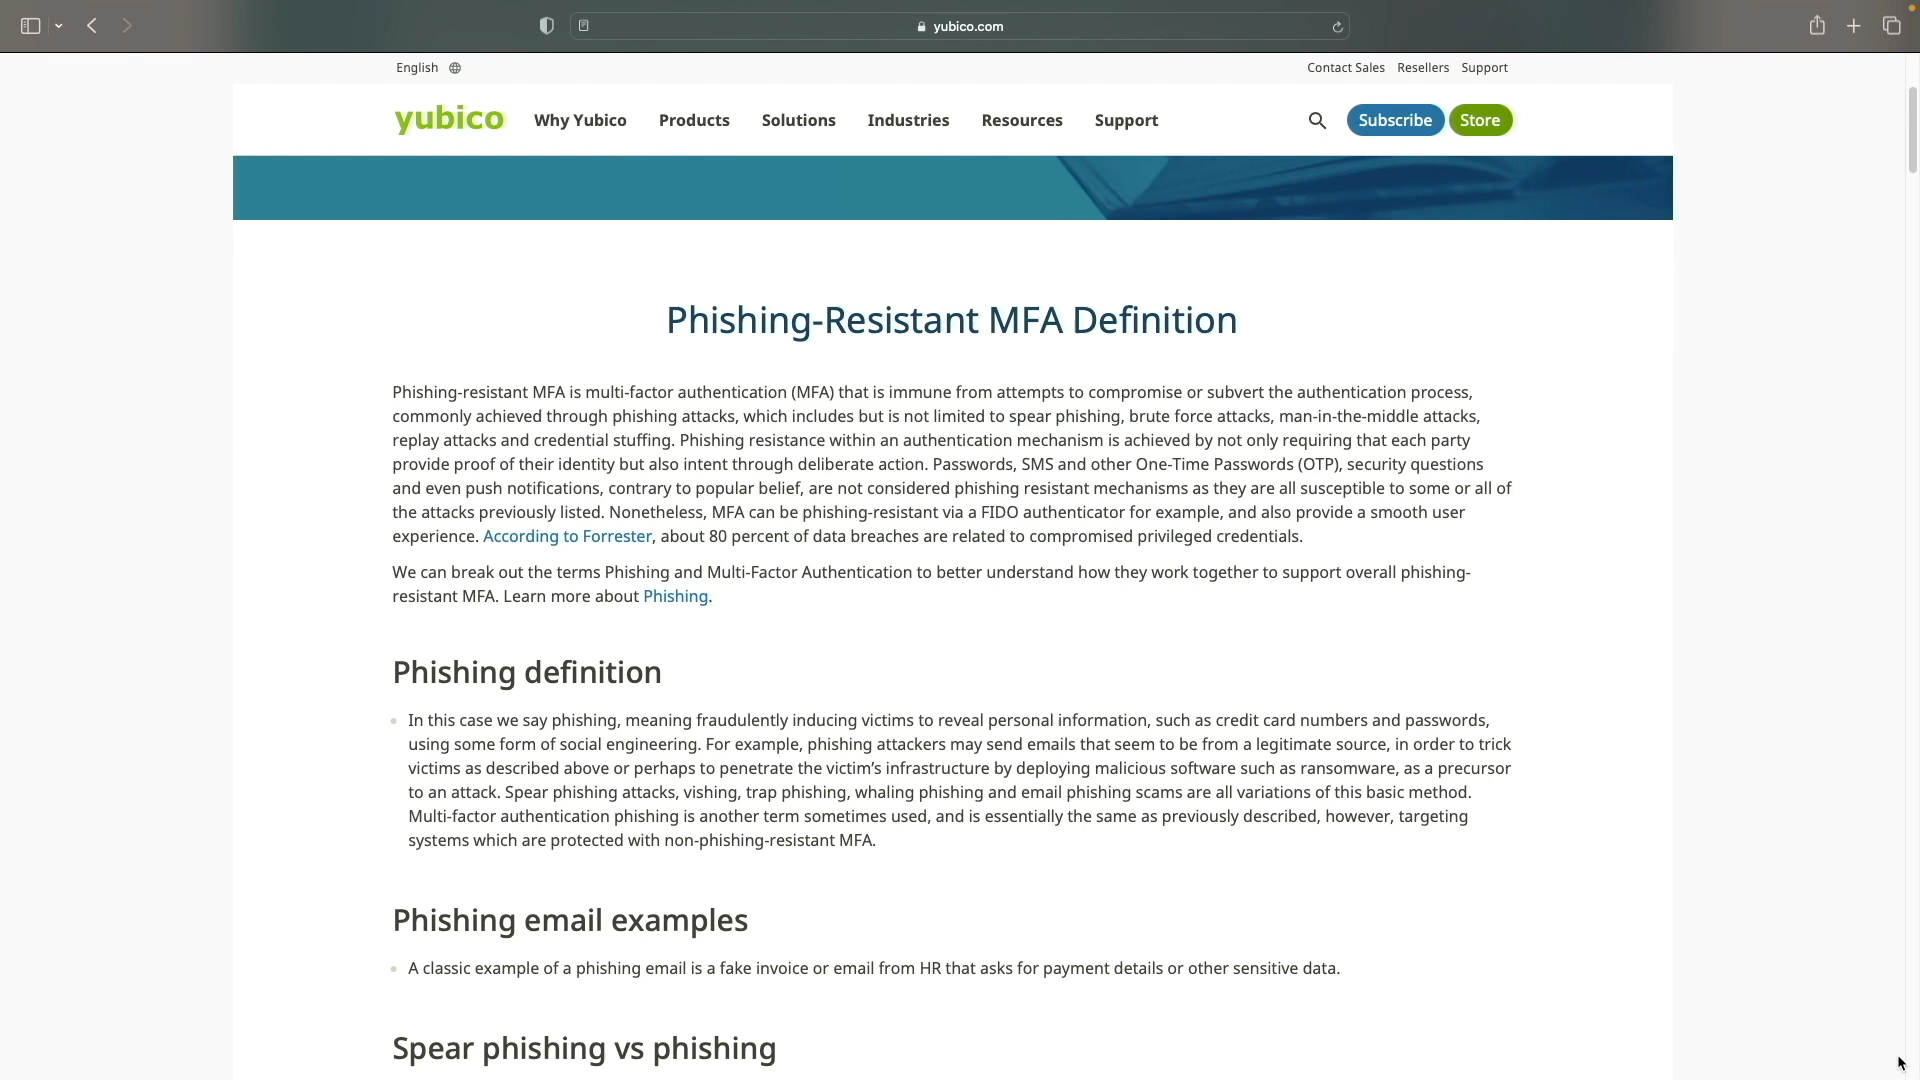 yubico.com
English
Contact Sales Resellers Support
yubico Why Yubico Products Solutions Industries Resources Support Subscribe Store
Phishing-Resistant MFA Definition
Phishing-resistant MFA is multi-factor authentication (MFA) that is immune from attempts to compromise or subvert the authentication process,
commonly achieved through phishing attacks, which includes but is not limited to spear phishing, brute force attacks, man-in-the-middle attacks,
replay attacks and credential stuffing. Phishing resistance within an authentication mechanism is achieved by not only requiring that each party
provide proof of their identity but also intent through deliberate action. Passwords, SMS and other One-Time Passwords (OTP), security questions
and even push notifications, contrary to popular belief, are not considered phishing resistant mechanisms as they are all susceptible to some or all of
the attacks previously listed. Nonetheless, MFA can be phishing-resistant via a FIDO authenticator for example, and also provide a smooth user
experience. According to Forrester, about 80 percent of data breaches are related to compromised privileged credentials.
We can break out the terms Phishing and Multi-Factor Authentication to better understand how they work together to support overall phishing-
resistant MFA. Learn more about Phishing.
Phishing definition
In this case we say phishing, meaning fraudulently inducing victims to reveal personal information, such as credit card numbers and passwords,
using some form of social engineering. For example, phishing attackers may send emails that seem to be from a legitimate source, in order to trick
victims as described above or perhaps to penetrate the victim's infrastructure by deploying malicious software such as ransomware, as a precursor
to an attack. Spear phishing attacks, vishing, trap phishing, whaling phishing and email phishing scams are all variations of this basic method.
Multi-factor authentication phishing is another term sometimes used, and is essentially the same as previously described, however, targeting
systems which are protected with non-phishing-resistant MFA.
Phishing email examples
A classic example of a phishing email is a fake invoice or email from HR that asks for payment details or other sensitive data.
Spear phishing vs phishing